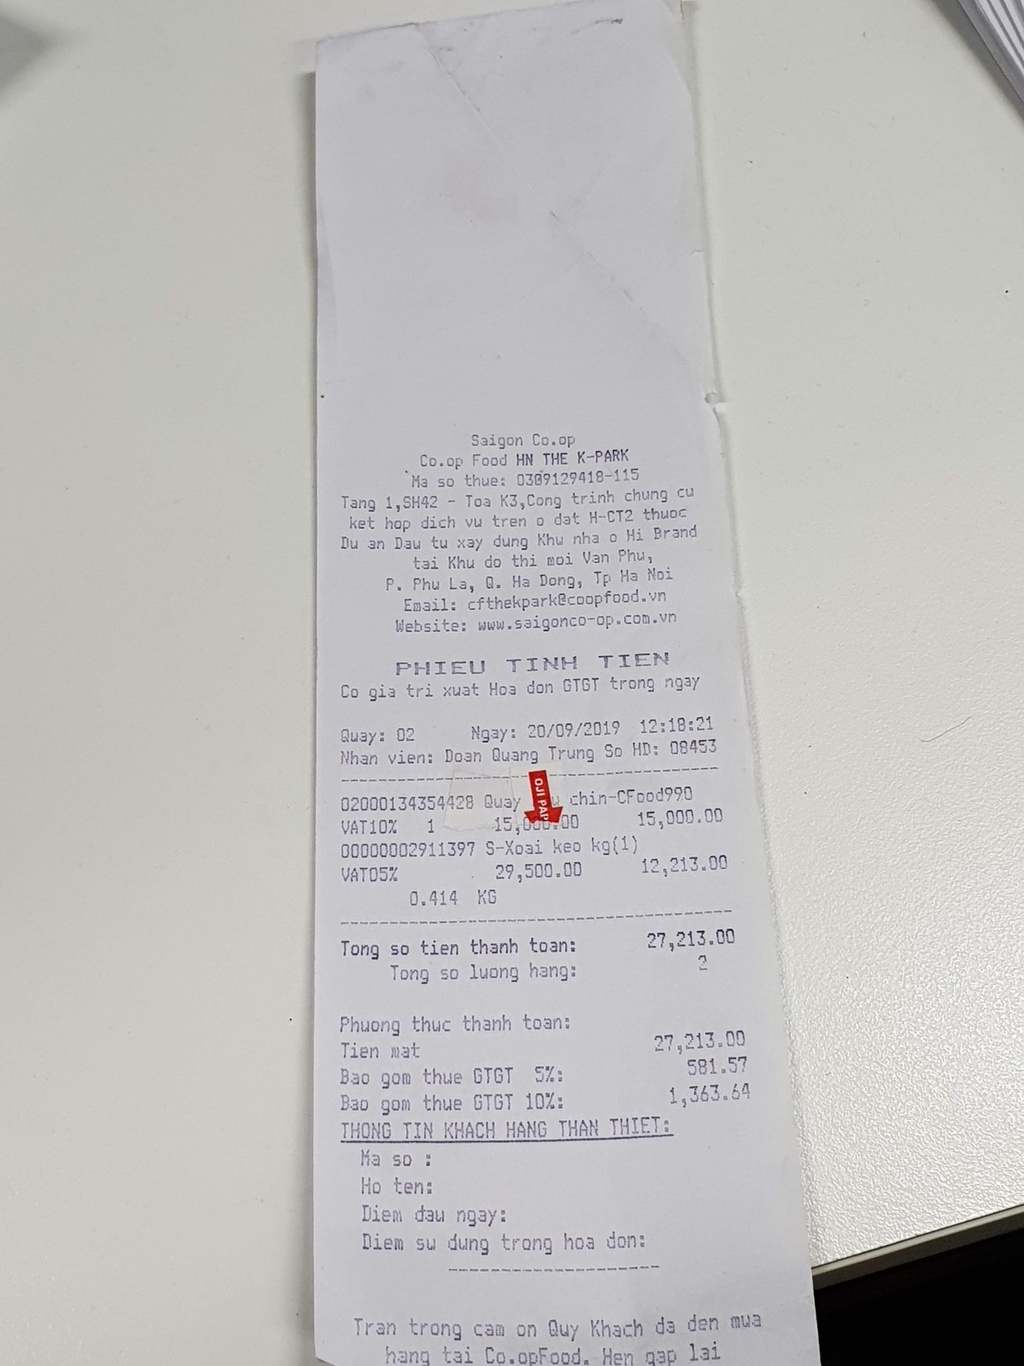 Saigon Co.op
Co.op Food HN THE K-PARK
Ma so thue: 0309129418-115
Tang 1,SH42 - Toa K3,Cong trinh chung cu
ket hop dich vu tren o dat H-CT2 thuoc
Du an Dau tu xay dung Khu nha o Hi Brand
tai Khu do thi moi Van Phu,
P. Phu La, Q. Ha Dong, Tp Ha Noi
Email: cfthekpark@coopfood.vn
Website: www.saigonco-op.com.vn
PHIEU TINH TIEN
Co gia tri xuat Hoa don GTGT trong ngay
Quay: 02 Ngay: 20/09/2019 12:18:21
Nhan vien: Doan Quang Trung So HD: 08453
02000134354428 Quay chin-CFood990
VAT10% 1 15,000.00 15,000.00
00000002911397 S-Xoai keo kg(1)
VAT05% 29,500.00 12,213.00
0.414 KG
Tong so tien thanh toan: 27,213.00
Tong so luong hang: 2
Phuong thuc thanh toan:
Tien mat 27,213.00
Bao gom thue GTGT 5%: 581.57
Bao gom thue GTGT 10%: 1,363.64
THONG TIN KHACH HANG THAN THIET:
Ma so :
Ho ten:
Diem dau ngay:
Diem su dung trong hoa don:
Tran trong cam on Quy Khach da den mua
hang tai Co.opFood. Hen gap lai